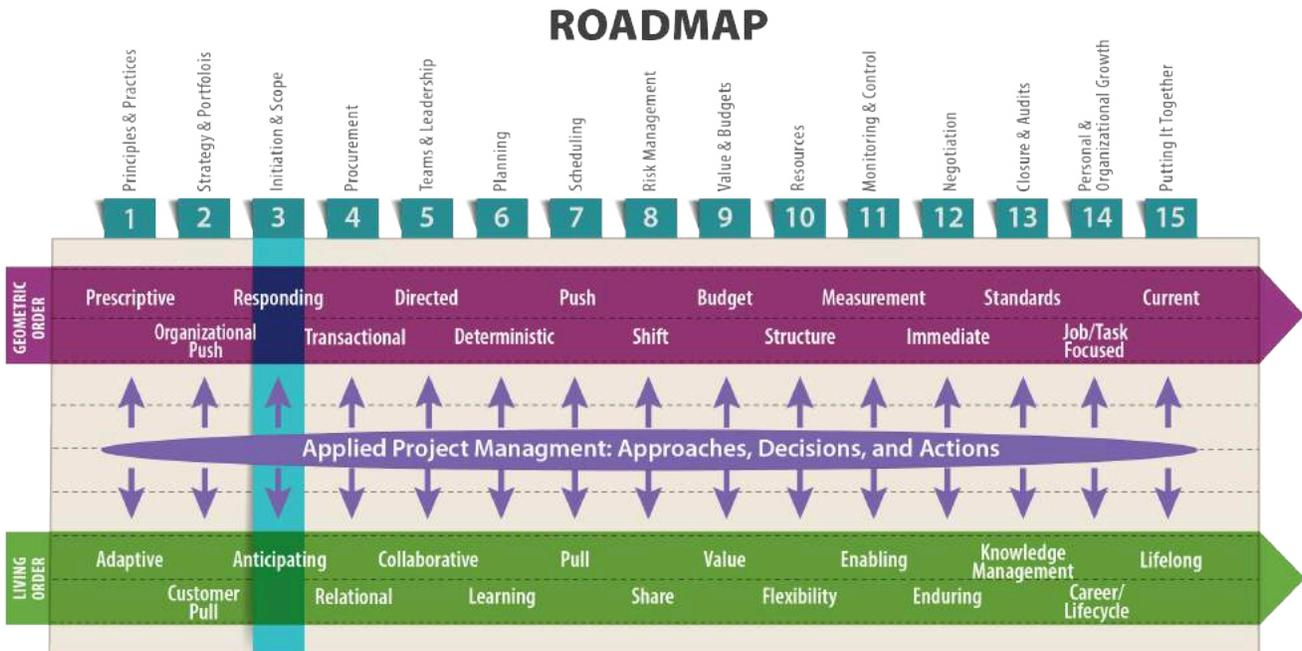 ROADMAP
Principles & Practices
Strategy & Portfolois
Initiation & Scope
Procurement
Teams & Leadership
Planning
Scheduling
Risk Management
Value & Budgets
Resources
Monitoring & Control
Negotiation
Closure & Audits
Personal &
Organizational Growth
Putting It Together
1
2
3
4
5
6
7
8
9
10
11
12
13
14
15
GEOMETRIC
ORDER
Prescriptive
Responding
Directed
Push
Budget
Measurement
Standards
Current
Organizational
Push
Transactional
Deterministic
Shift
Structure
Immediate
Job/Task
Focused
Applied Project Managment: Approaches, Decisions, and Actions
LIVING
ORDER
Adaptive
Anticipating
Collaborative
Pull
Value
Enabling
Knowledge
Management
Lifelong
Customer
Pull
Relational
Learning
Share
Flexibility
Enduring
Career/
Lifecycle